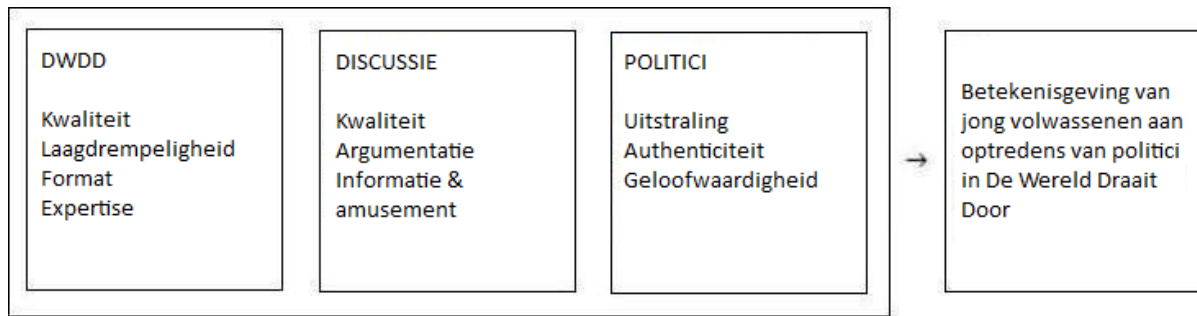 DWDD
Kwaliteit
Laagdrempeligheid
Format
Expertise
DISCUSSIE
Kwaliteit
Argumentatie
Informatie &
amusement
POLITICI
Uitstraling
Authenticiteit
Geloofwaardigheid
→
Betekenisgeving van
jong volwassenen aan
optredens van politici
in De Wereld Draait
Door